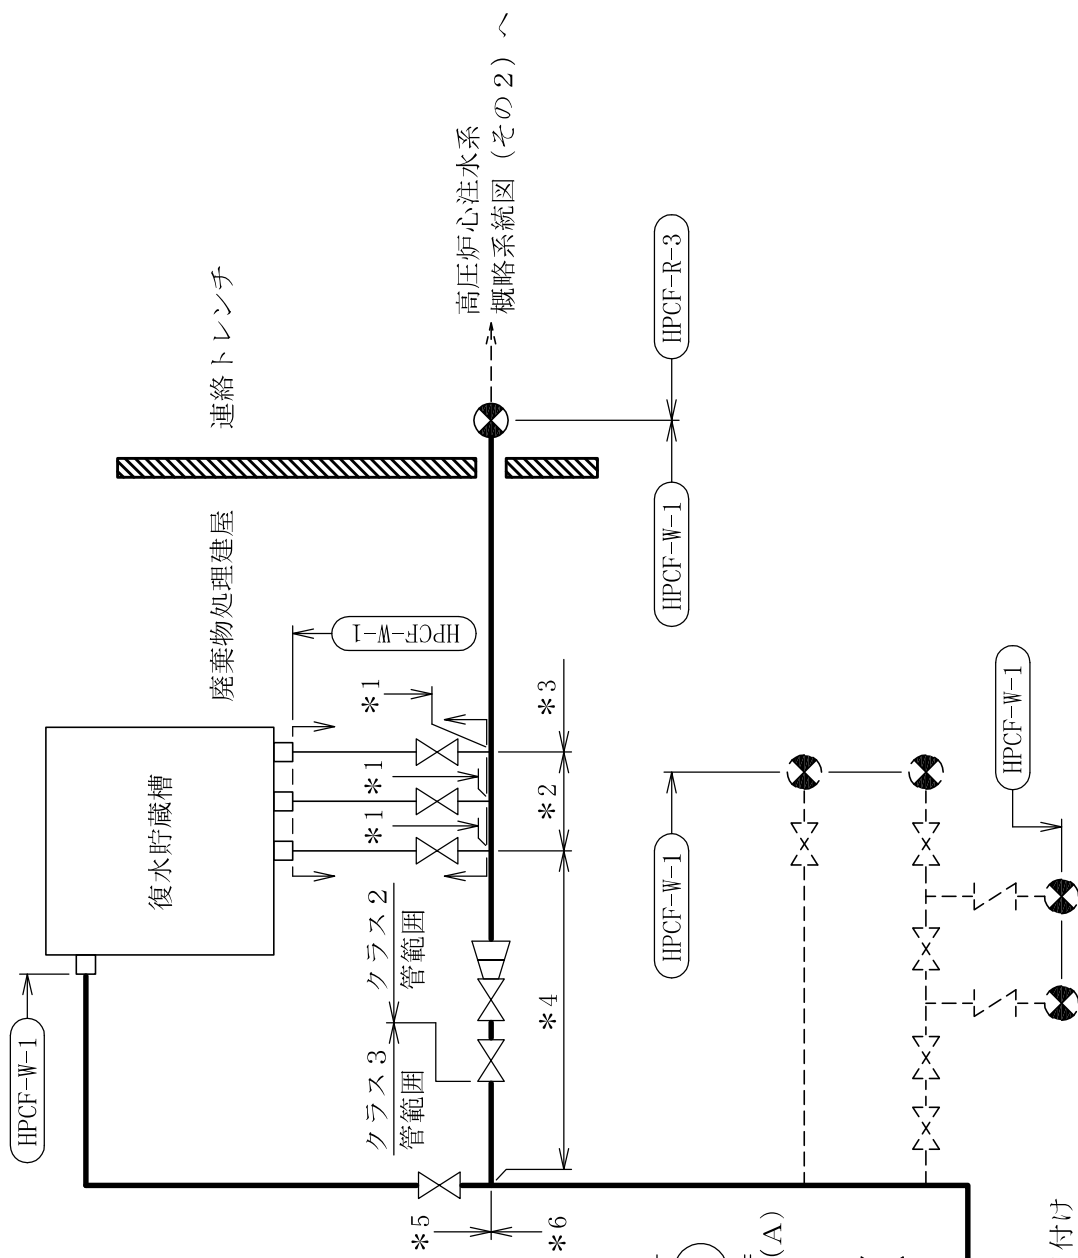 高圧炉心注水系
概略系統図（その２）へ
連絡トレンチ
廃棄物処理建屋
復水貯蔵槽
HPCF-W-1
HPCF-W-1
HPCF-R-3
HPCF-W-1
*1
*1
*1
*3
*2
*4
クラス2
管範囲
クラス3
管範囲
*5
*6
HPCF-W-1
HPCF-W-1
(A)
付け